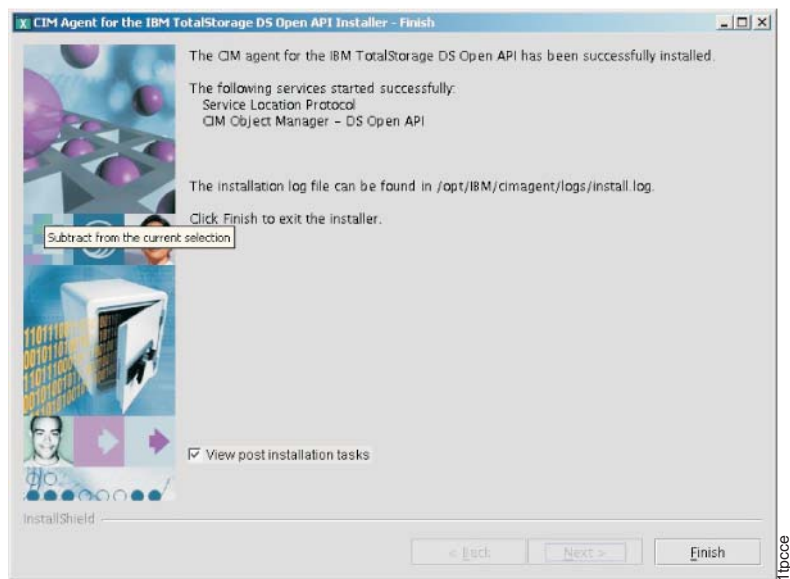 CIM Agent for the IBM TotalStorage DS Open API Installer - Finish
The CIM agent for the IBM TotalStorage DS Open API has been successfully installed.
The following services started successfully:
Service Location Protocol
CIM Object Manager - DS Open API
The installation log file can be found in /opt/IBM/cimagent/logs/install.log.
Click Finish to exit the installer.
Subtract from the current selection
View post installation tasks
InstallShield
< Back
Next >
Finish
1tpcce